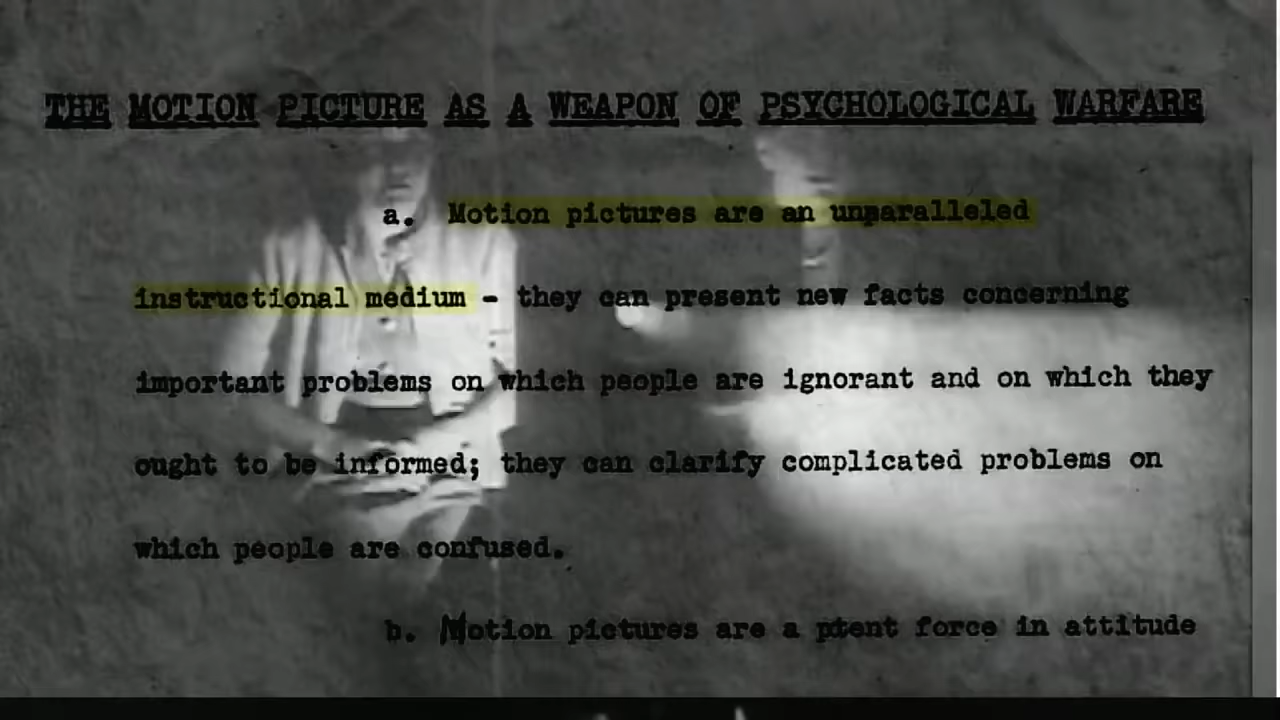 THE MOTION PICTURE AS A WEAPON OF PSYCHOLOGICAL WARFARE
a. Motion pictures are an unparalleled
instructional medium - they can present new facts concerning
important problems on which people are ignorant and on which they
ought to be informed; they can clarify complicated problems on
which people are confused.
b. Motion pictures are a ptent force in attitude